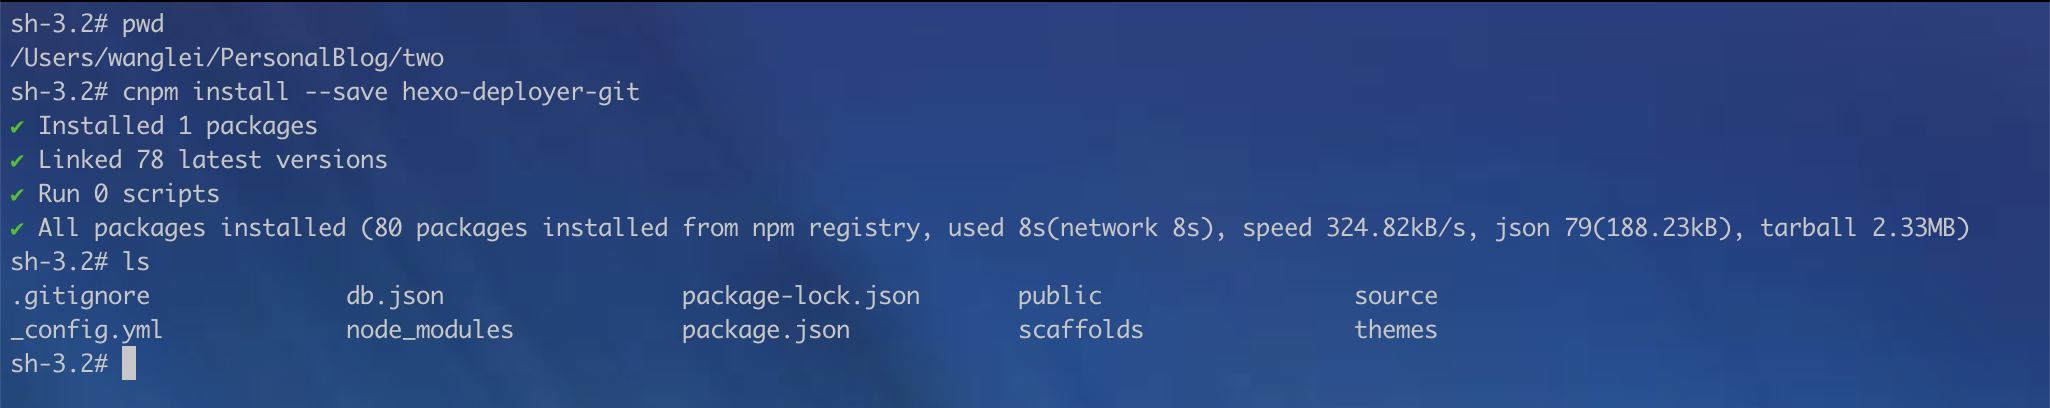 sh-3.2# pwd
/Users/wanglei/PersonalBlog/two
sh-3.2# cnpm install --save hexo-deployer-git
✔ Installed 1 packages
✔ Linked 78 latest versions
✔ Run 0 scripts
✔ All packages installed (80 packages installed from npm registry, used 8s(network 8s), speed 324.82kB/s, json 79(188.23kB), tarball 2.33MB)
sh-3.2# ls
.gitignore db.json package-lock.json public source
_config.yml node_modules package.json scaffolds themes
sh-3.2#